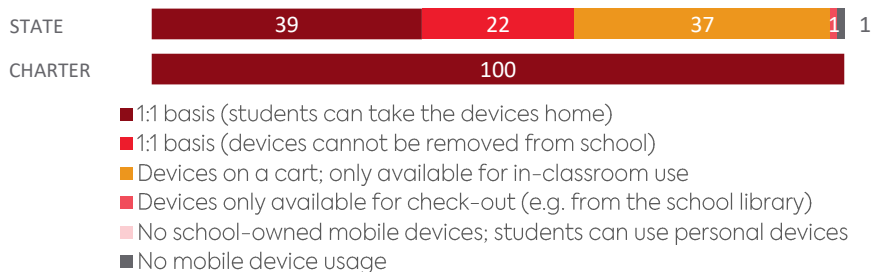 STATE 39 22 37 1 1
CHARTER 100
1:1 basis (students can take the devices home)
1:1 basis (devices cannot be removed from school)
Devices on a cart; only available for in-classroom use
Devices only available for check-out (e.g. from the school library)
No school-owned mobile devices; students can use personal devices
No mobile device usage